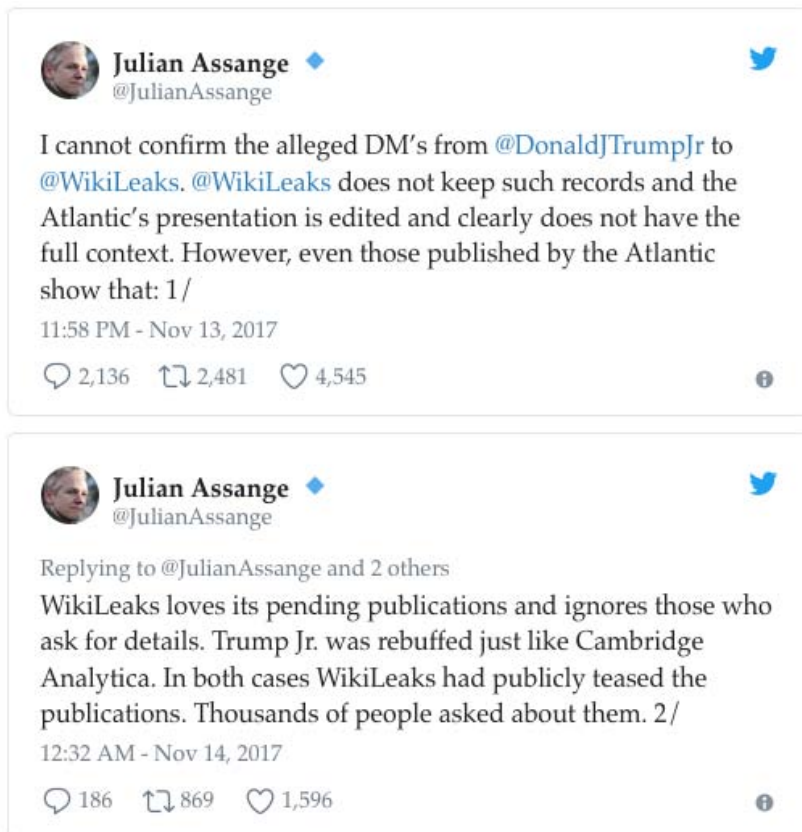 Julian Assange
@JulianAssange
I cannot confirm the alleged DM's from @DonaldJTrumpJr to
@WikiLeaks. @WikiLeaks does not keep such records and the
Atlantic's presentation is edited and clearly does not have the
full context. However, even those published by the Atlantic
show that: 1/
11:58 PM - Nov 13, 2017
2,136 2,481 4,545
Julian Assange
@JulianAssange
Replying to @JulianAssange and 2 others
WikiLeaks loves its pending publications and ignores those who
ask for details. Trump Jr. was rebuffed just like Cambridge
Analytica. In both cases WikiLeaks had publicly teased the
publications. Thousands of people asked about them. 2/
12:32 AM - Nov 14, 2017
186 869 1,596